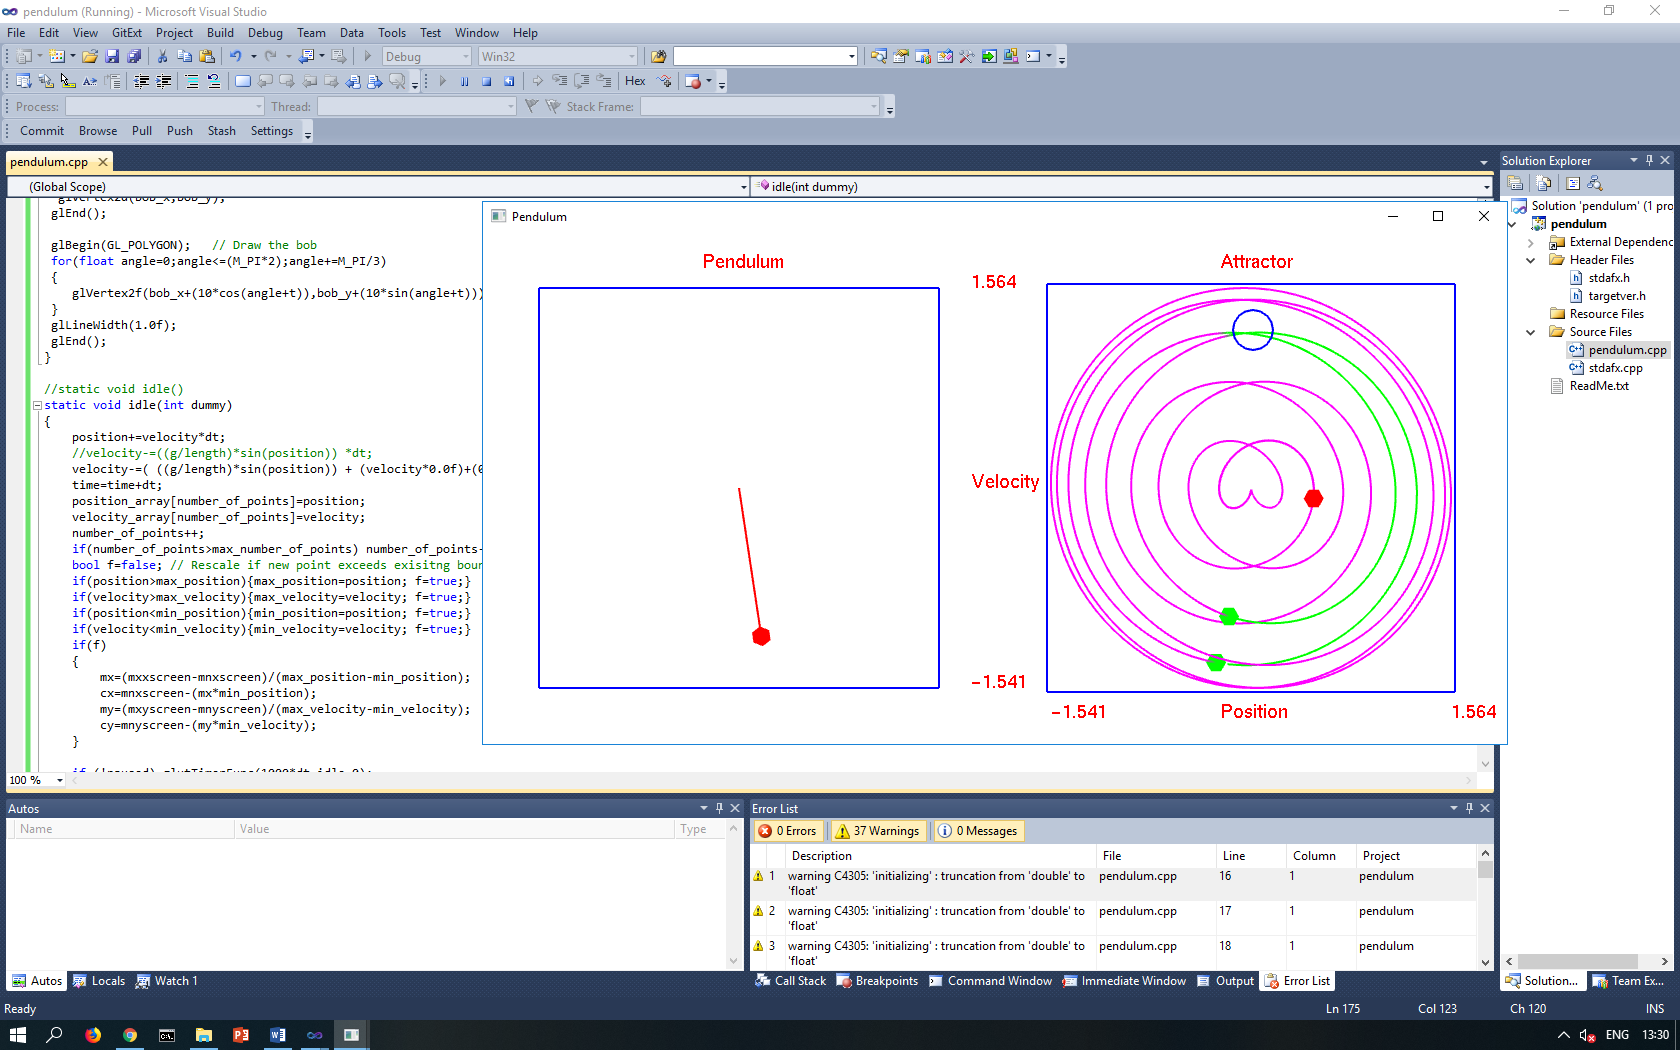 pendulum (Running) - Microsoft Visual Studio
File Edit View GitExt Project Build Debug Team Data Tools Test Window Help
Debug Win32
Hex
Process: Thread: Stack Frame:
Commit Browse Pull Push Stash Settings
pendulum.cpp
(Global Scope) idle(int dummy)
glVertex2d(bob_x,bob_y);
glEnd();
glBegin(GL_POLYGON); // Draw the bob
for(float angle=0;angle<=(M_PI*2);angle+=M_PI/3)
{
glVertex2f(bob_x+(10*cos(angle+t)),bob_y+(10*sin(angle+t)))
}
glLineWidth(1.0f);
glEnd();
}
//static void idle()
static void idle(int dummy)
{
position+=velocity*dt;
//velocity-=((g/length)*sin(position)) *dt;
velocity-=( ((g/length)*sin(position)) + (velocity*0.0f)+(0
time=time+dt;
position_array[number_of_points]=position;
velocity_array[number_of_points]=velocity;
number_of_points++;
if(number_of_points>max_number_of_points) number_of_points-
bool f=false; // Rescale if new point exceeds exisitng bour
if(position>max_position){max_position=position; f=true;}
if(velocity>max_velocity){max_velocity=velocity; f=true;}
if(position<min_position){min_position=position; f=true;}
if(velocity<min_velocity){min_velocity=velocity; f=true;}
if(f)
{
mx=(mxxscreen-mnxscreen)/(max_position-min_position);
cx=mnxscreen-(mx*min_position);
my=(mxyscreen-mnyscreen)/(max_velocity-min_velocity);
cy=mnyscreen-(my*min_velocity);
}
if (!paused) glutTimerFunc(1000*dt,idle,0);
100 %
Pendulum
Pendulum
Attractor
1.564
Velocity
-1.541
-1.541 Position 1.564
Solution Explorer
Solution 'pendulum' (1 pro
pendulum
External Dependenc
Header Files
stdafx.h
targetver.h
Resource Files
Source Files
pendulum.cpp
stdafx.cpp
ReadMe.txt
Autos
Name Value Type
Error List
0 Errors 37 Warnings 0 Messages
Description File Line Column Project
1 warning C4305: 'initializing' : truncation from 'double' to 'float' pendulum.cpp 16 1 pendulum
2 warning C4305: 'initializing' : truncation from 'double' to 'float' pendulum.cpp 17 1 pendulum
3 warning C4305: 'initializing' : truncation from 'double' to 'float' pendulum.cpp 18 1 pendulum
Autos Locals Watch 1
Call Stack Breakpoints Command Window Immediate Window Output Error List
Solution... Team Ex...
Ready Ln 175 Col 123 Ch 120 INS
ENG 13:30